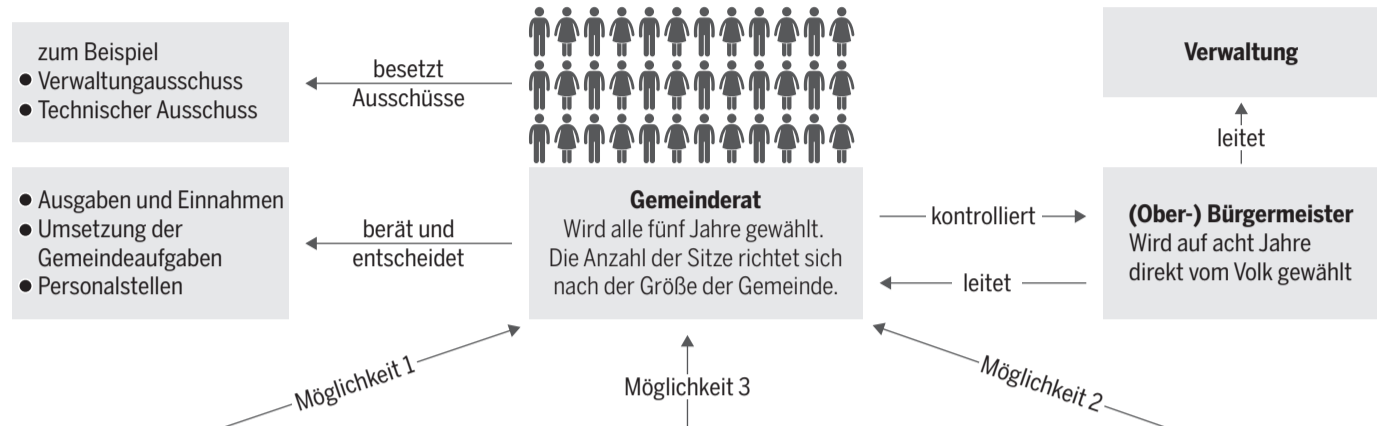 zum Beispiel
● Verwaltungausschuss
● Technischer Ausschuss
besetzt
Ausschüsse
Verwaltung
leitet
● Ausgaben und Einnahmen
● Umsetzung der
Gemeindeaufgaben
● Personalstellen
berät und
entscheidet
Gemeinderat
Wird alle fünf Jahre gewählt.
Die Anzahl der Sitze richtet sich
nach der Größe der Gemeinde.
kontrolliert
leitet
(Ober-) Bürgermeister
Wird auf acht Jahre
direkt vom Volk gewählt
Möglichkeit 1
Möglichkeit 3
Möglichkeit 2